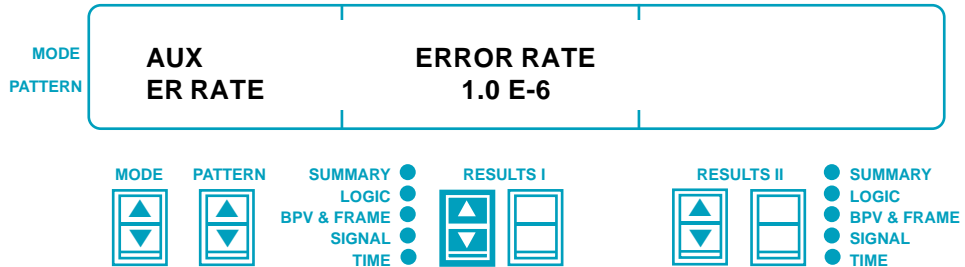 MODE
PATTERN
AUX ERROR RATE
ER RATE 1.0 E-6
MODE PATTERN SUMMARY RESULTS I RESULTS II SUMMARY
LOGIC LOGIC
BPV & FRAME BPV & FRAME
SIGNAL SIGNAL
TIME TIME